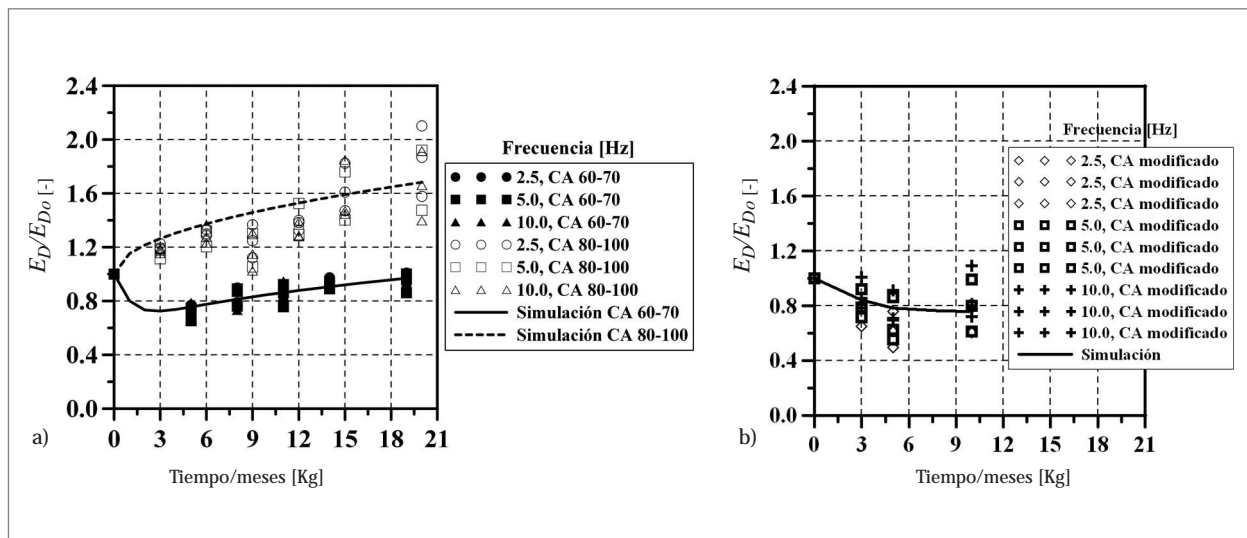 2.4
2.0
1.6
1.2
0.8
0.4
0.0
E_D/E_Do [-]
0 3 6 9 12 15 18 21
Tiempo/meses [Kg]
a)
Frecuencia [Hz]
2.5, CA 60-70
5.0, CA 60-70
10.0, CA 60-70
2.5, CA 80-100
5.0, CA 80-100
10.0, CA 80-100
Simulación CA 60-70
Simulación CA 80-100
2.4
2.0
1.6
1.2
0.8
0.4
0.0
E_D/E_Do [-]
0 3 6 9 12 15 18 21
Tiempo/meses [Kg]
b)
Frecuencia [Hz]
2.5, CA modificado
2.5, CA modificado
2.5, CA modificado
5.0, CA modificado
5.0, CA modificado
5.0, CA modificado
10.0, CA modificado
10.0, CA modificado
10.0, CA modificado
Simulación